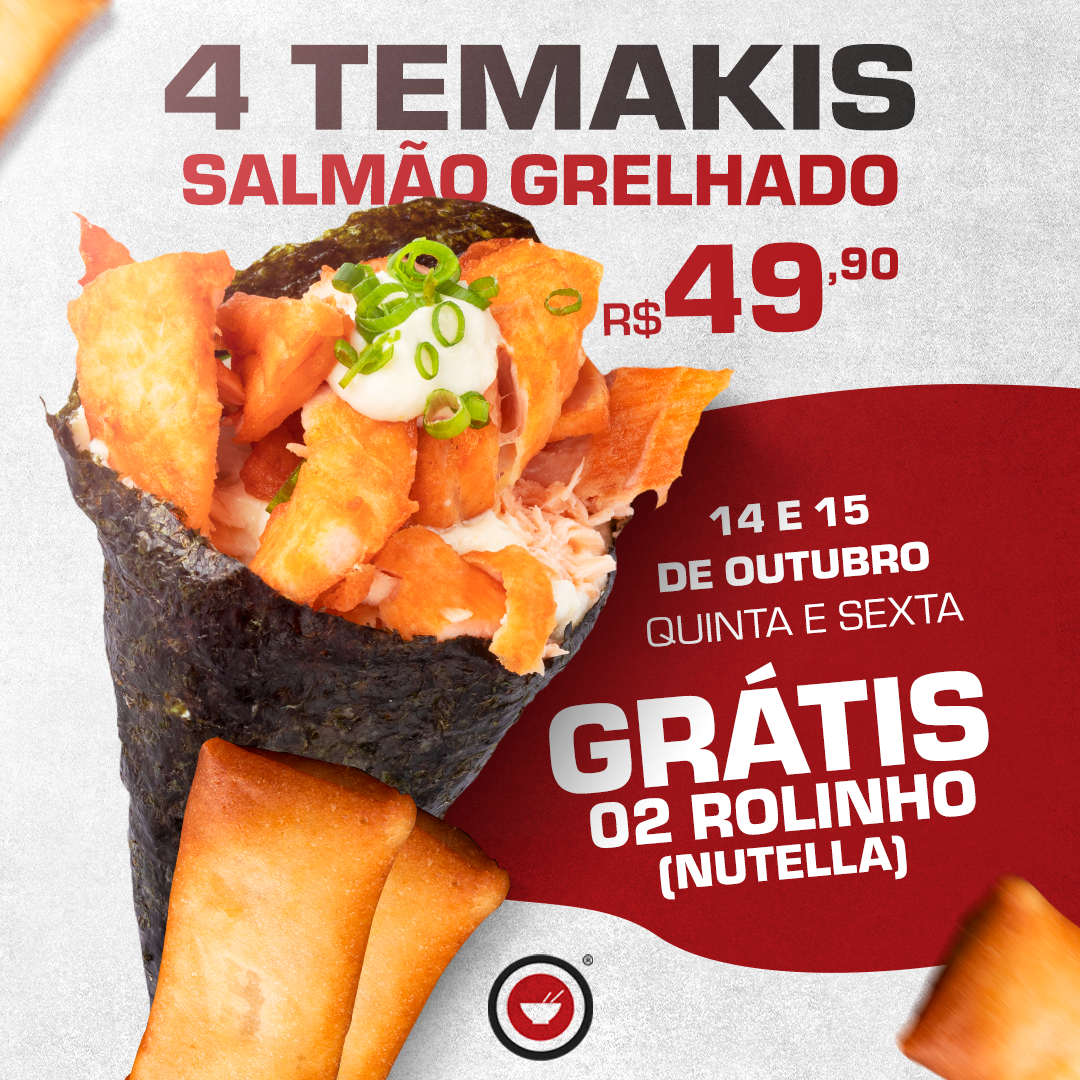 4 TEMAKIS
SALMÃO GRELHADO
R$49,90
14 E 15
DE OUTUBRO
QUINTA E SEXTA
GRÁTIS
02 ROLINHO
(NUTELLA)
®